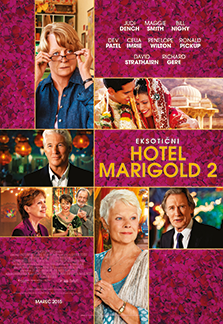 JUDI DENCH
MAGGIE SMITH
BILL NIGHY
DEV PATEL
CELIA IMRIE
PENELOPE WILTON
RONALD PICKUP
DAVID STRATHAIRN
RICHARD GERE
EKSOTIČNI
HOTEL
MARIGOLD 2
MAREC 2015